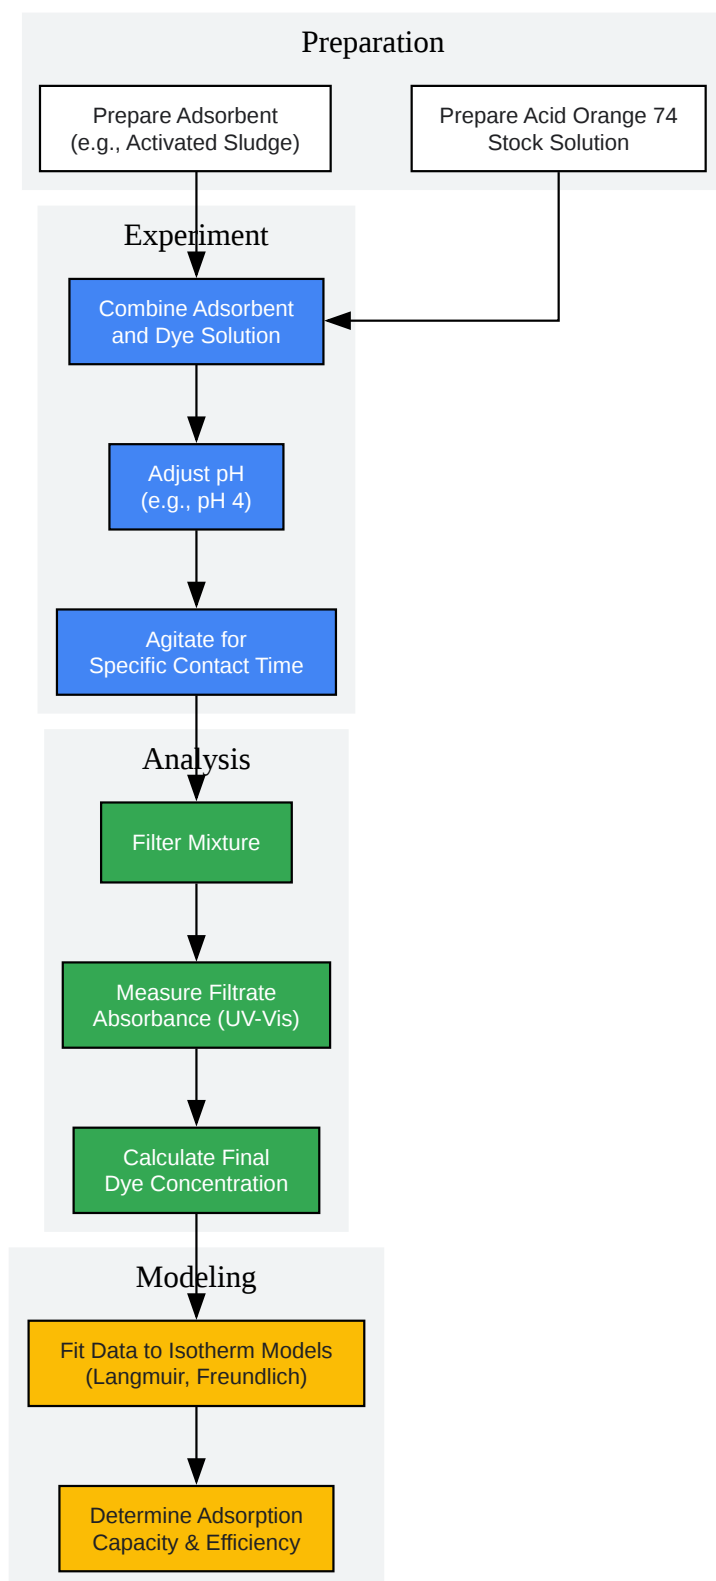 Preparation
Prepare Adsorbent
(e.g., Activated Sludge)
Prepare Acid Orange 74
Stock Solution
Experiment
Combine Adsorbent
and Dye Solution
Adjust pH
(e.g., pH 4)
Agitate for
Specific Contact Time
Analysis
Filter Mixture
Measure Filtrate
Absorbance (UV-Vis)
Calculate Final
Dye Concentration
Modeling
Fit Data to Isotherm Models
(Langmuir, Freundlich)
Determine Adsorption
Capacity & Efficiency